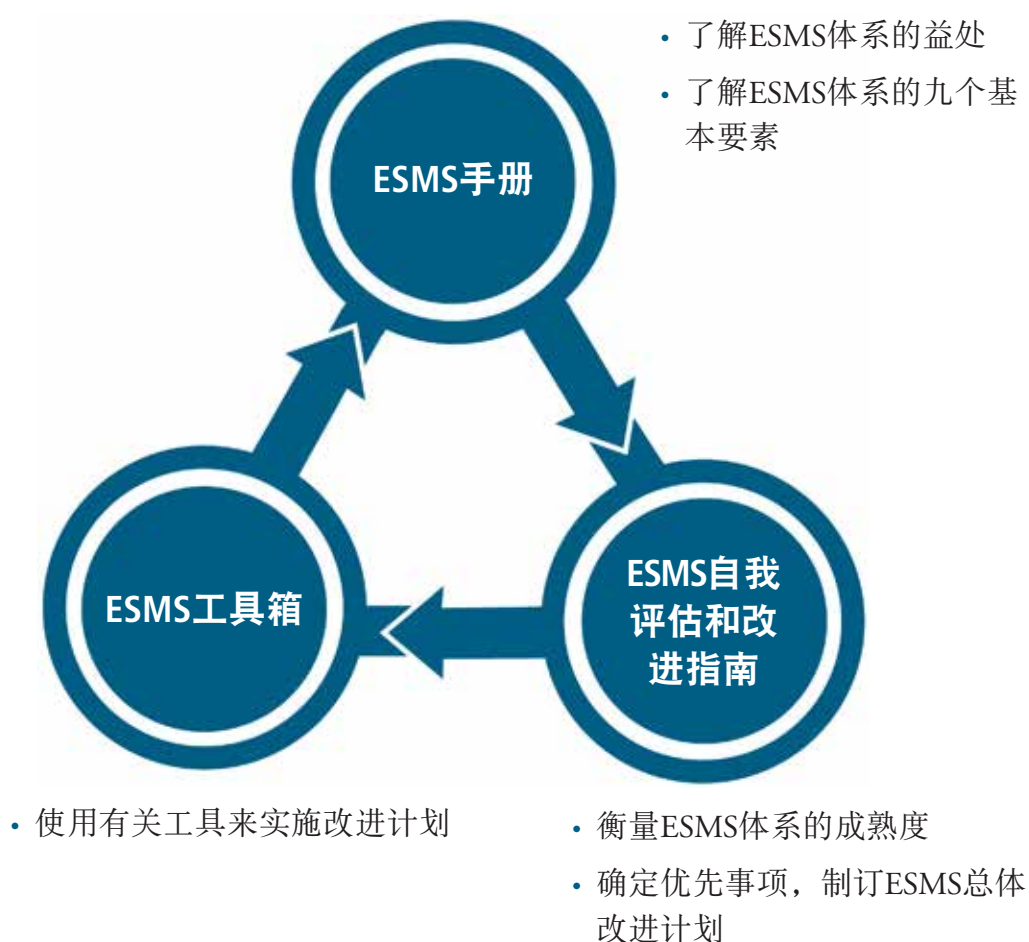 • 了解ESMS体系的益处
• 了解ESMS体系的九个基
本要素
ESMS手册
ESMS自我
评估和改
进指南
ESMS工具箱
• 使用有关工具来实施改进计划
• 衡量ESMS体系的成熟度
• 确定优先事项，制订ESMS总体
改进计划